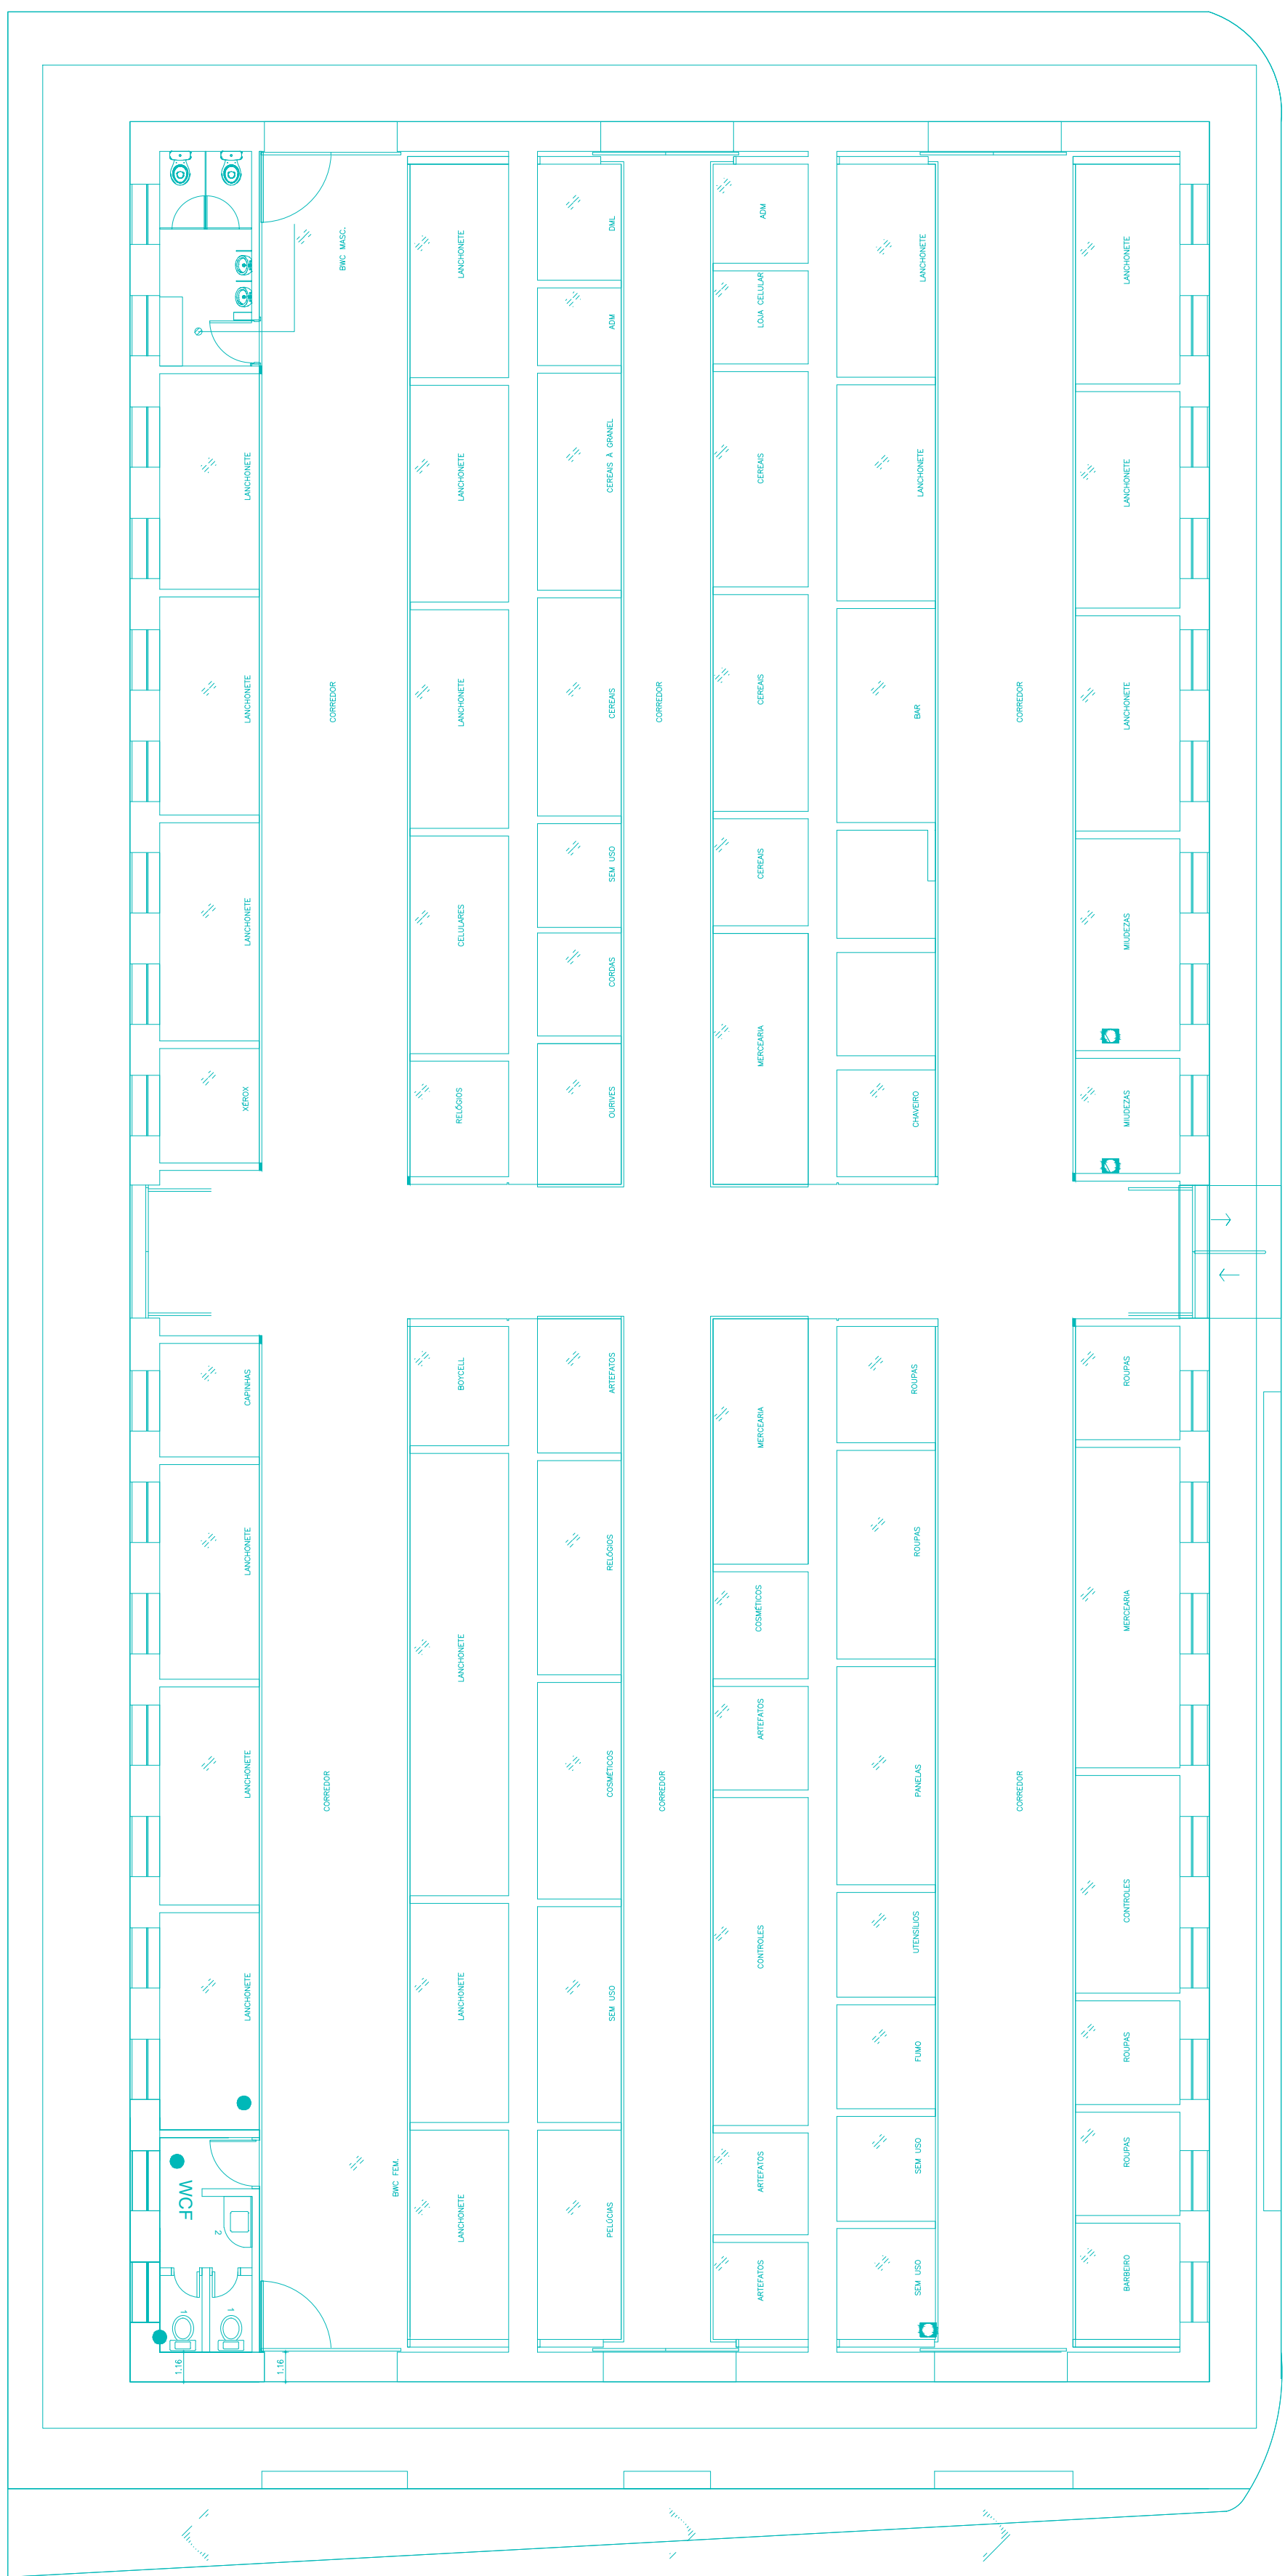 LANCHONETE
LANCHONETE
LANCHONETE
XÉROX
CAPINHAS
LANCHONETE
LANCHONETE
LANCHONETE
WCF
2
1
1
1.16
1.16
BWC MASC.
CORREDOR
CORREDOR
BWC FEM.
LANCHONETE
LANCHONETE
LANCHONETE
CELULARES
RELÓGIOS
BOYCELL
LANCHONETE
LANCHONETE
LANCHONETE
DML
ADM
CEREAIS À GRANEL
CEREAIS
SEM USO
CORDAS
OURIVES
ARTEFATOS
RELÓGIOS
COSMÉTICOS
SEM USO
PELÚCIAS
CORREDOR
CORREDOR
ADM
LOJA CELULAR
CEREAIS
CEREAIS
CEREAIS
MERCEARIA
MERCEARIA
COSMÉTICOS
ARTEFATOS
CONTROLES
ARTEFATOS
ARTEFATOS
LANCHONETE
LANCHONETE
BAR
CHAVEIRO
ROUPAS
ROUPAS
PANELAS
UTENSÍLIOS
FUMO
SEM USO
SEM USO
CORREDOR
CORREDOR
LANCHONETE
LANCHONETE
LANCHONETE
MIUDEZAS
MIUDEZAS
ROUPAS
MERCEARIA
CONTROLES
ROUPAS
ROUPAS
BARBEIRO